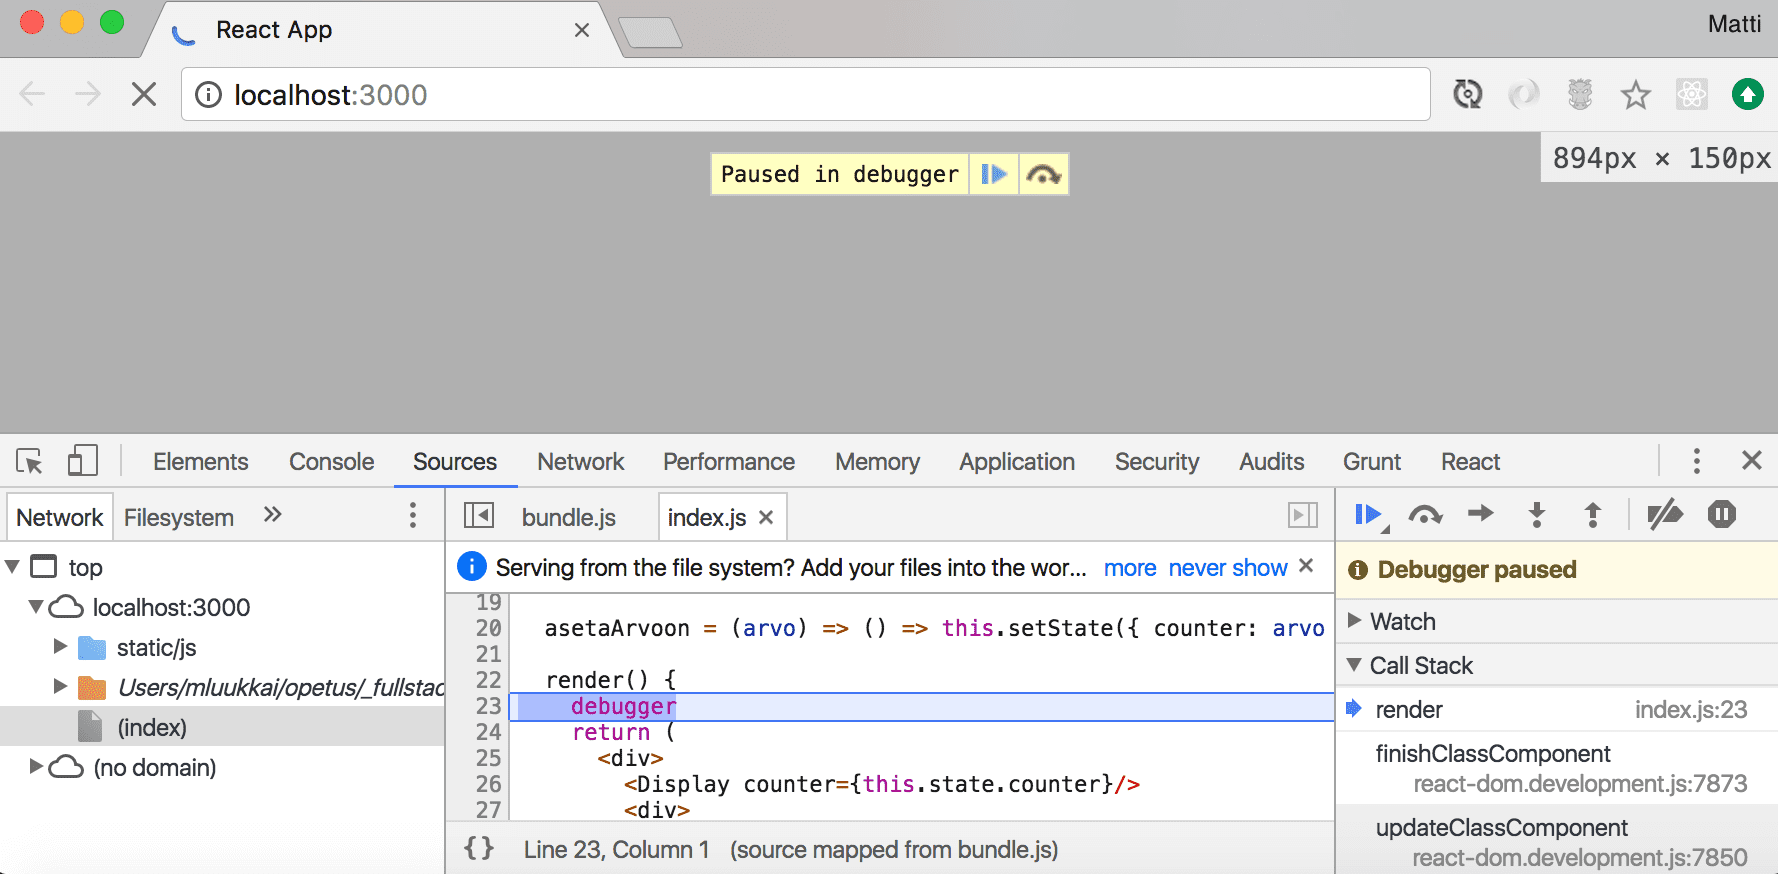 React App
Matti
localhost:3000
Paused in debugger
894px × 150px
Elements Console Sources Network Performance Memory Application Security Audits Grunt React
Network Filesystem »
top
localhost:3000
static/js
Users/mluukkai/opetus/_fullstac
(index)
(no domain)
bundle.js index.js
Serving from the file system? Add your files into the wor... more never show
19
20 asetaArvoon = (arvo) => () => this.setState({ counter: arvo
21
22 render() {
23 debugger
24 return (
25 <div>
26 <Display counter={this.state.counter}/>
27 <div>
{} Line 23, Column 1 (source mapped from bundle.js)
Debugger paused
Watch
Call Stack
render index.js:23
finishClassComponent
react-dom.development.js:7873
updateClassComponent
react-dom.development.js:7850